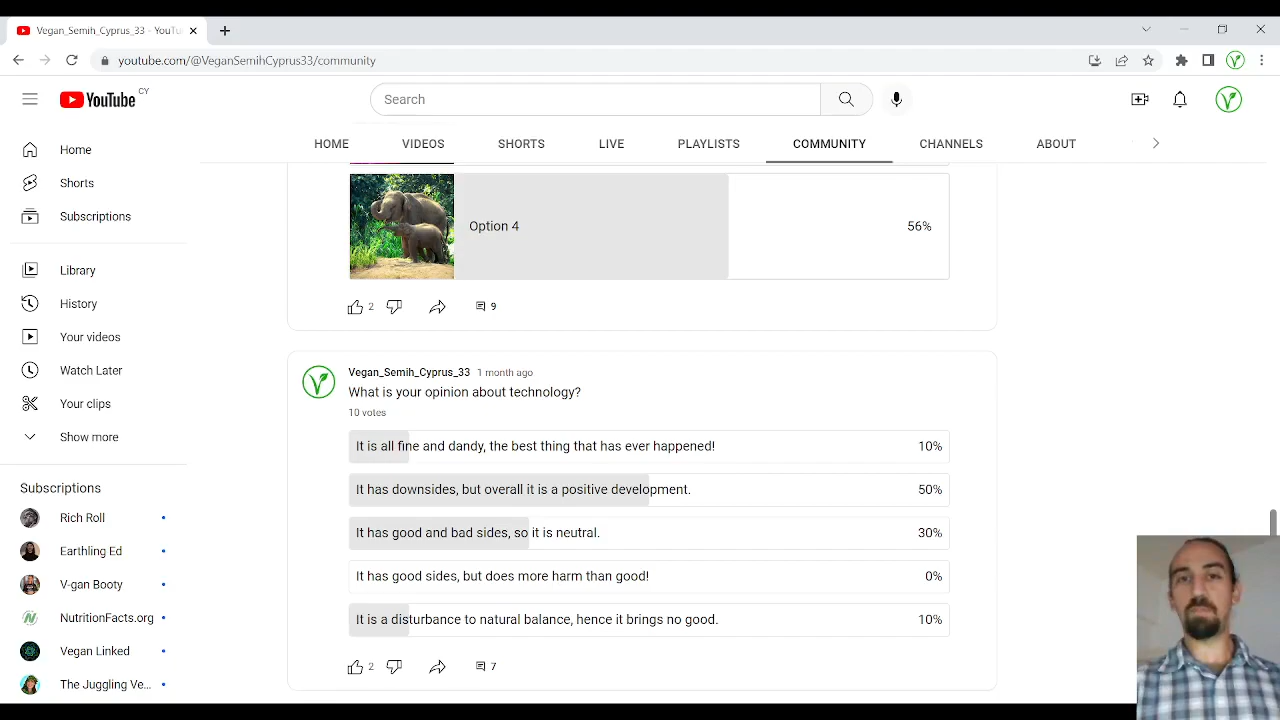 Vegan_Semih_Cyprus_33 - YouTu
youtube.com/@VeganSemihCyprus33/community
YouTube CY
Search
HOME VIDEOS SHORTS LIVE PLAYLISTS COMMUNITY CHANNELS ABOUT
Home
Shorts
Subscriptions
Library
History
Your videos
Watch Later
Your clips
Show more
Subscriptions
Rich Roll
Earthling Ed
V-gan Booty
NutritionFacts.org
Vegan Linked
The Juggling Ve...
Option 4 56%
2 9
Vegan_Semih_Cyprus_33 1 month ago
What is your opinion about technology?
10 votes
It is all fine and dandy, the best thing that has ever happened! 10%
It has downsides, but overall it is a positive development. 50%
It has good and bad sides, so it is neutral. 30%
It has good sides, but does more harm than good! 0%
It is a disturbance to natural balance, hence it brings no good. 10%
2 7